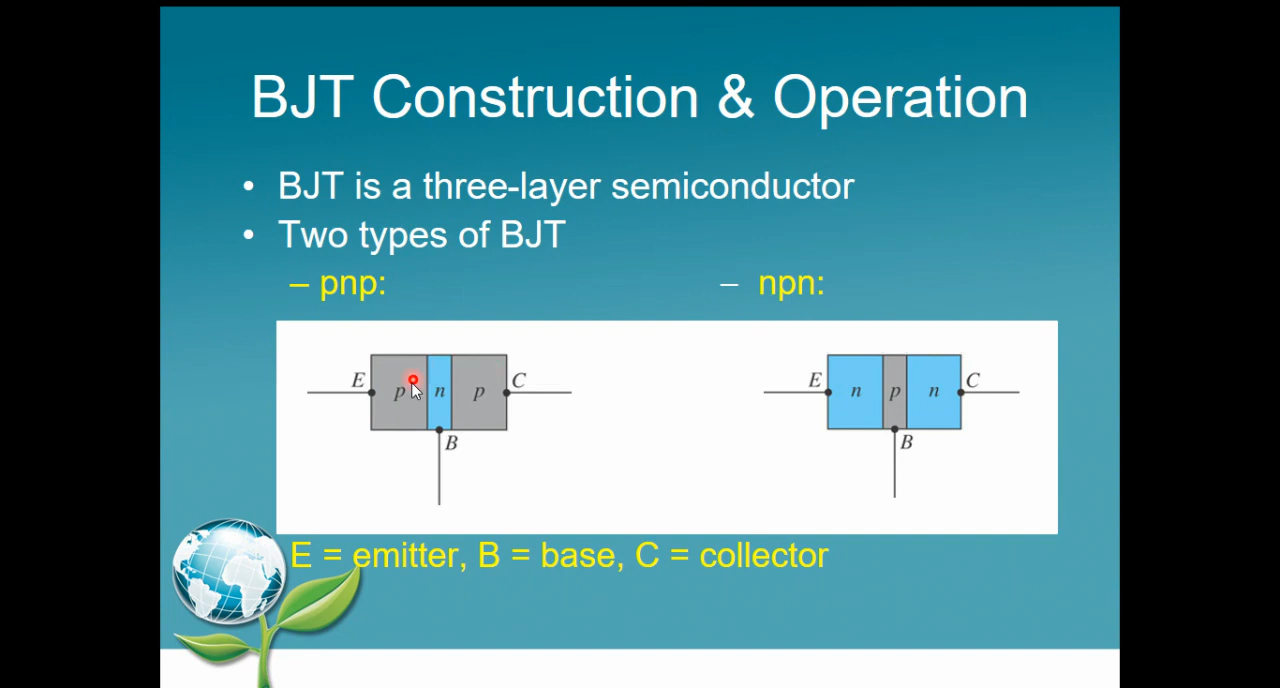 BJT Construction & Operation
• BJT is a three-layer semiconductor
• Two types of BJT
– pnp: – npn:
E p n p C
B
E n p n C
B
E = emitter, B = base, C = collector